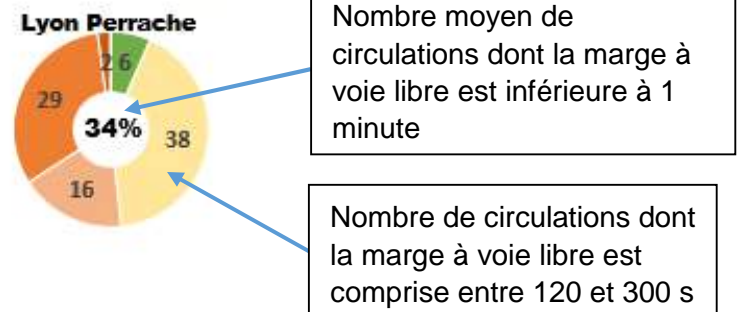 Lyon Perrache
2 6
29
34%
38
16
Nombre moyen de
circulations dont la marge à
voie libre est inférieure à 1
minute
Nombre de circulations dont
la marge à voie libre est
comprise entre 120 et 300 s